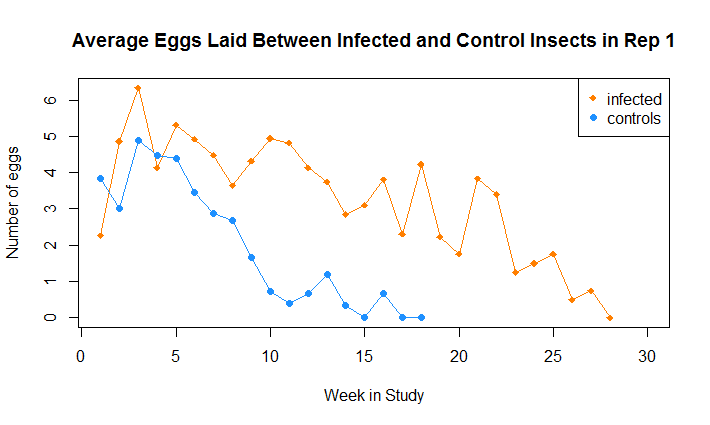 Average Eggs Laid Between Infected and Control Insects in Rep 1
infected
controls
Number of eggs
6
5
4
3
2
1
0
0 5 10 15 20 25 30
Week in Study